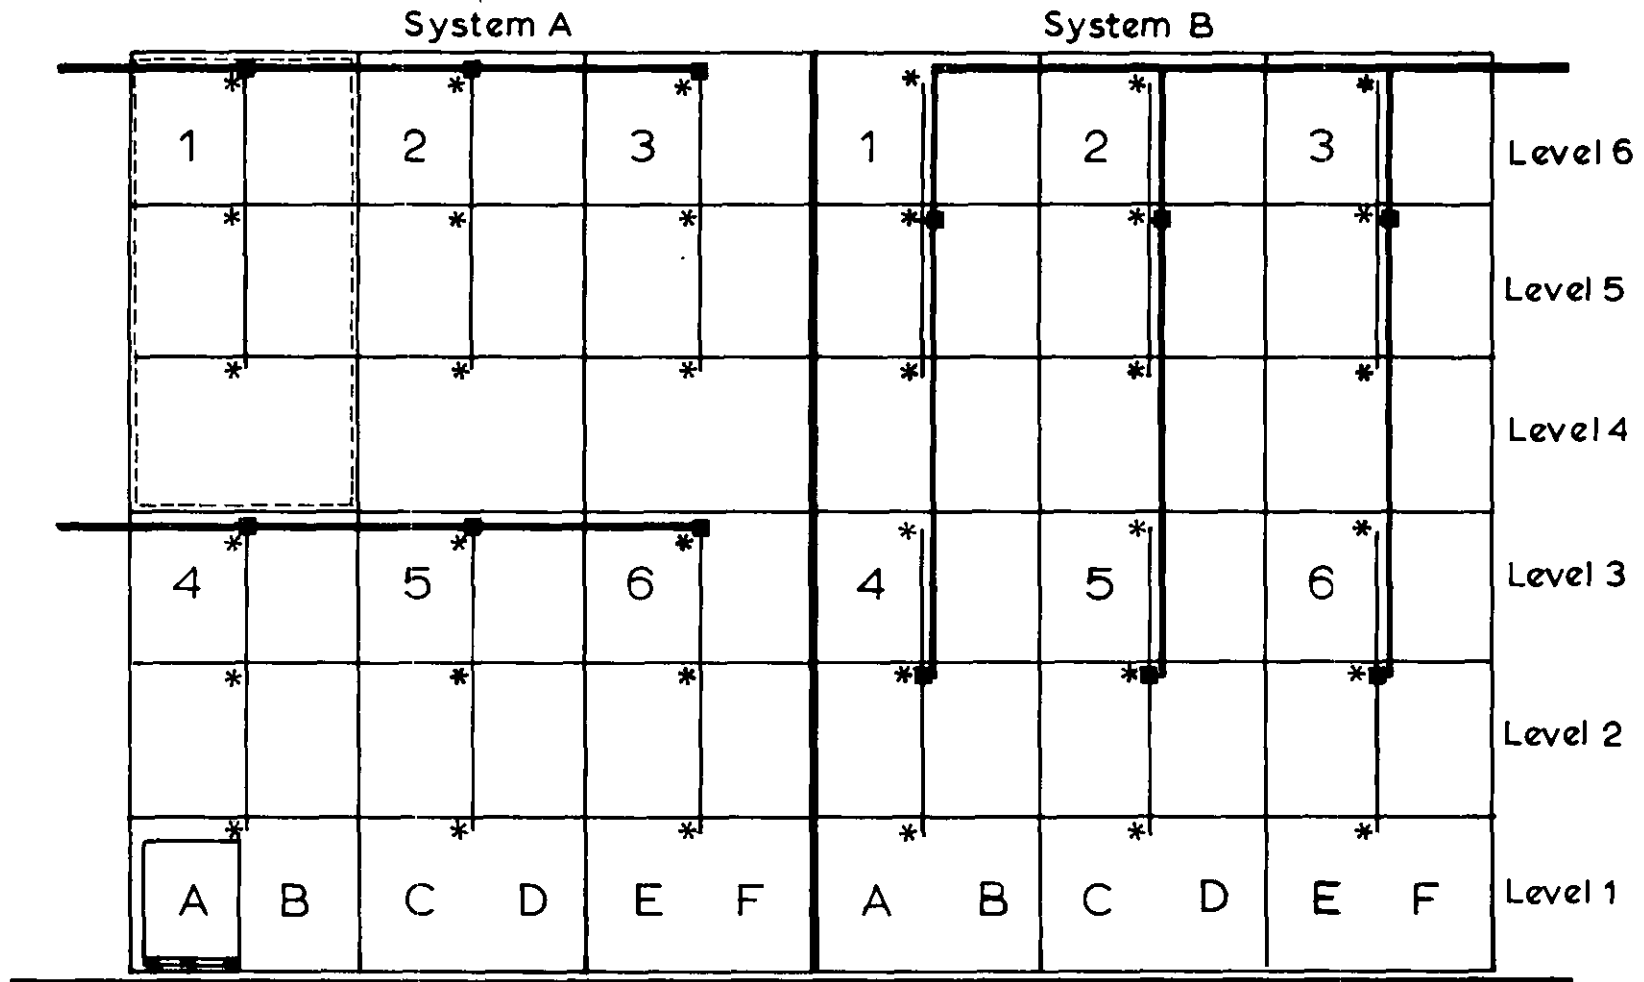 System A System B
1 2 3 1 2 3 Level 6
Level 5
Level 4
4 5 6 4 5 6 Level 3
Level 2
A B C D E F A B C D E F Level 1